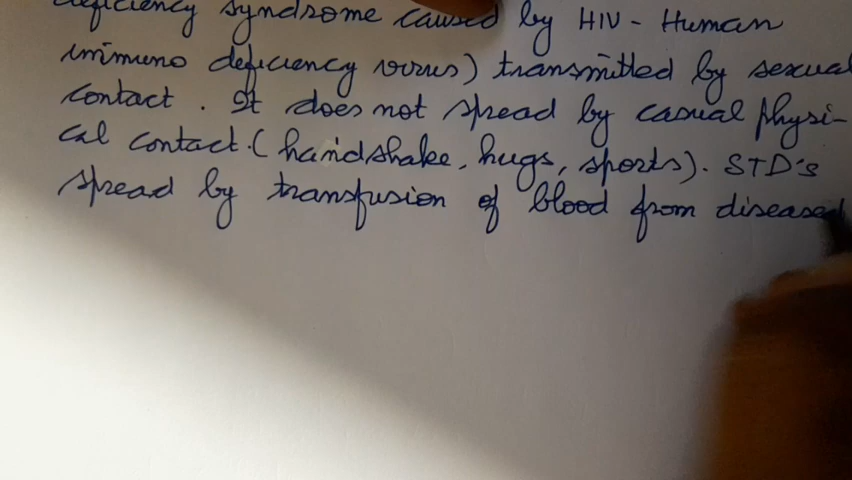 deficiency syndrome caused by HIV - Human
immuno deficiency virus) transmitted by sexual
contact. It does not spread by casual physi-
cal contact. (handshake, hugs, sports). STD's
spread by transfusion of blood from diseased